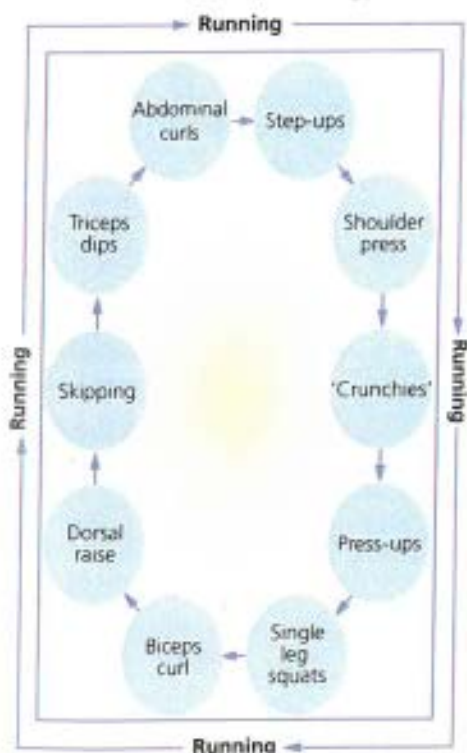 Running
Abdominal
curls
Step-ups
Triceps
dips
Shoulder
press
Running
Running
Skipping
'Crunchies'
Dorsal
raise
Press-ups
Biceps
curl
Single
leg
squats
Running